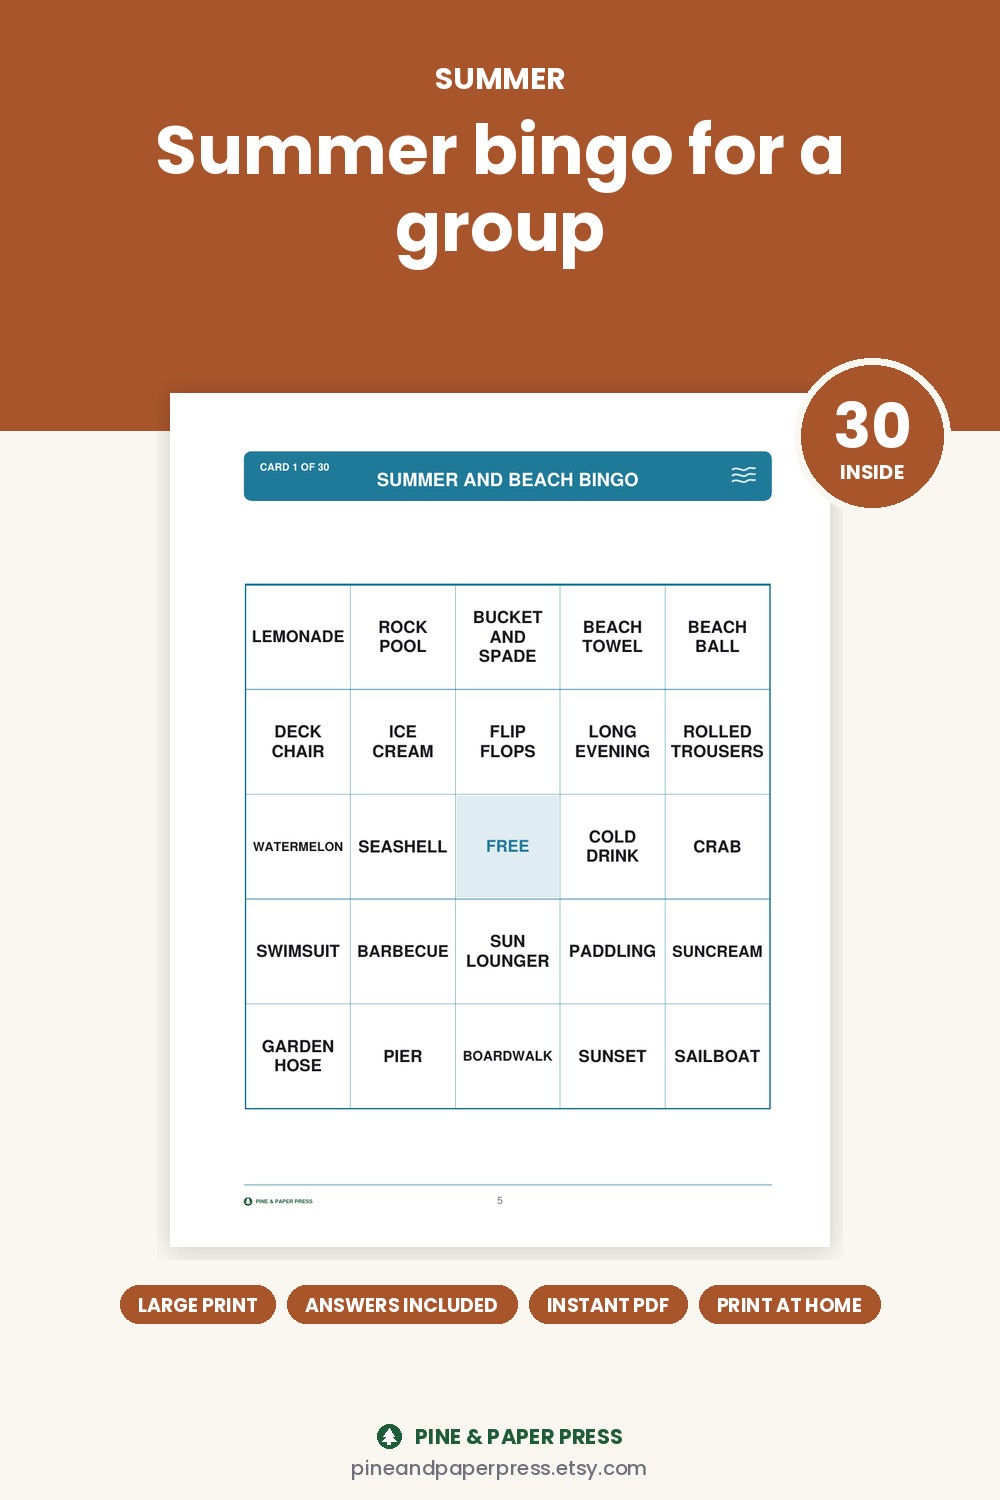 SUMMER
Summer bingo for a
group
30
INSIDE
CARD 1 OF 30
SUMMER AND BEACH BINGO
LEMONADE
ROCK
POOL
BUCKET
AND
SPADE
BEACH
TOWEL
BEACH
BALL
DECK
CHAIR
ICE
CREAM
FLIP
FLOPS
LONG
EVENING
ROLLED
TROUSERS
WATERMELON
SEASHELL
FREE
COLD
DRINK
CRAB
SWIMSUIT
BARBECUE
SUN
LOUNGER
PADDLING
SUNCREAM
GARDEN
HOSE
PIER
BOARDWALK
SUNSET
SAILBOAT
PINE & PAPER PRESS
5
LARGE PRINT
ANSWERS INCLUDED
INSTANT PDF
PRINT AT HOME
PINE & PAPER PRESS
pineandpaperpress.etsy.com